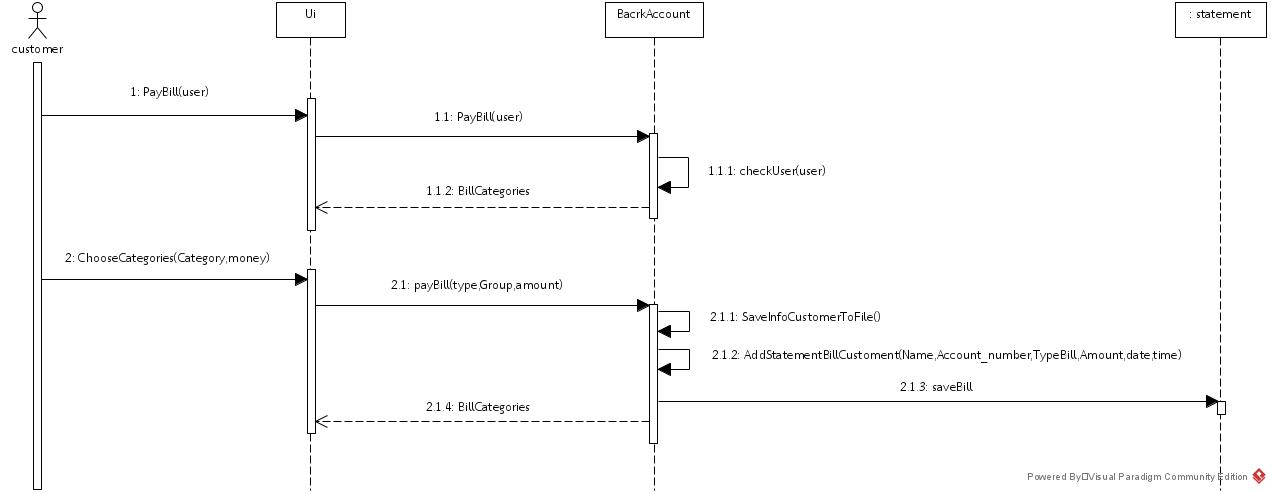 customer
Ui
BacrkAccount
: statement
1: PayBill(user)
1.1: PayBill(user)
1.1.1: checkUser(user)
1.1.2: BillCategories
2: ChooseCategories(Category,money)
2.1: payBill(type,Group,amount)
2.1.1: SaveInfoCustomerToFile()
2.1.2: AddStatementBillCustoment(Name,Account_number,TypeBill,Amount,date,time)
2.1.3: saveBill
2.1.4: BillCategories
Powered By Visual Paradigm Community Edition